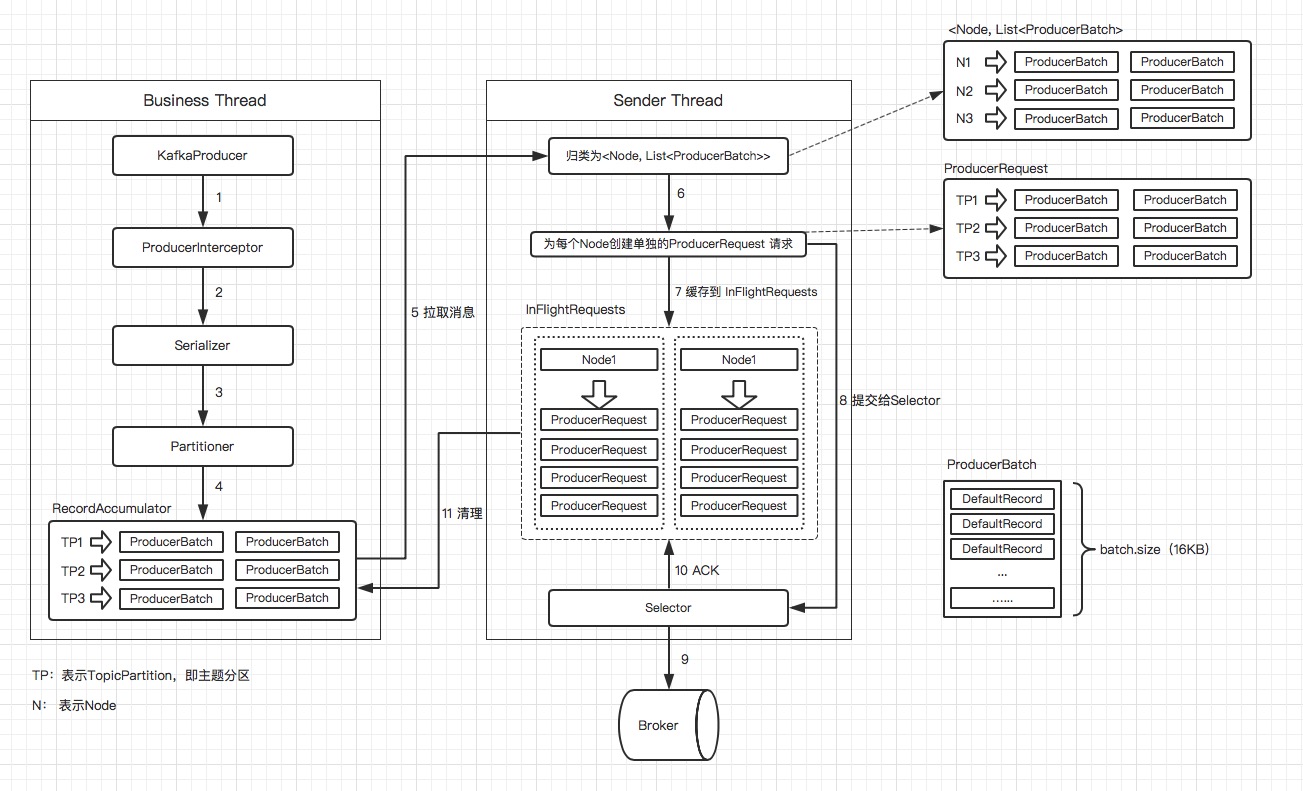 Business Thread
KafkaProducer
1
ProducerInterceptor
2
Serializer
3
Partitioner
4
RecordAccumulator
TP1 ProducerBatch ProducerBatch
TP2 ProducerBatch ProducerBatch
TP3 ProducerBatch ProducerBatch
TP：表示TopicPartition，即主题分区
N： 表示Node
5 拉取消息
11 清理
Sender Thread
归类为<Node, List<ProducerBatch>>
6
为每个Node创建单独的ProducerRequest 请求
7 缓存到 InFlightRequests
InFlightRequests
Node1 Node1
ProducerRequest ProducerRequest
ProducerRequest ProducerRequest
ProducerRequest ProducerRequest
ProducerRequest ProducerRequest
8 提交给Selector
10 ACK
Selector
9
Broker
<Node, List<ProducerBatch>
N1 ProducerBatch ProducerBatch
N2 ProducerBatch ProducerBatch
N3 ProducerBatch ProducerBatch
ProducerRequest
TP1 ProducerBatch ProducerBatch
TP2 ProducerBatch ProducerBatch
TP3 ProducerBatch ProducerBatch
ProducerBatch
DefaultRecord
DefaultRecord
DefaultRecord
...
......
batch.size（16KB）